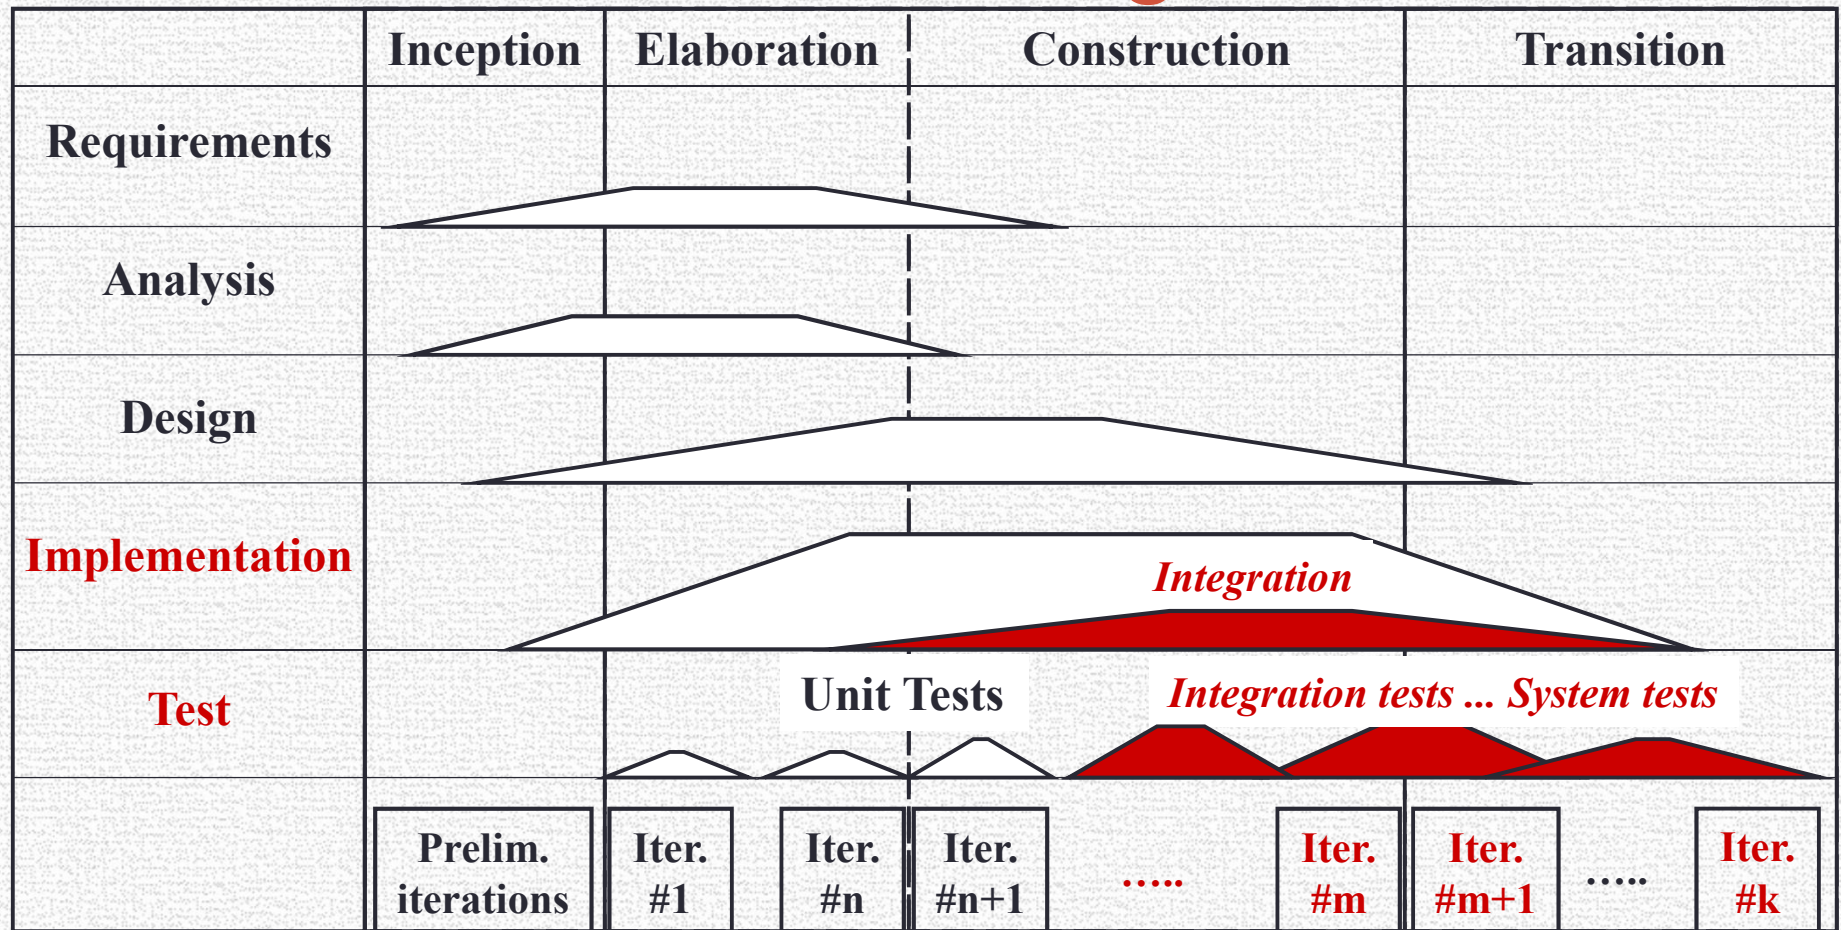 Inception Elaboration Construction Transition
Requirements
Analysis
Design
Implementation
Integration
Test
Unit Tests
Integration tests ... System tests
Prelim. iterations
Iter. #1
Iter. #n
Iter. #n+1
.....
Iter. #m
Iter. #m+1
.....
Iter. #k